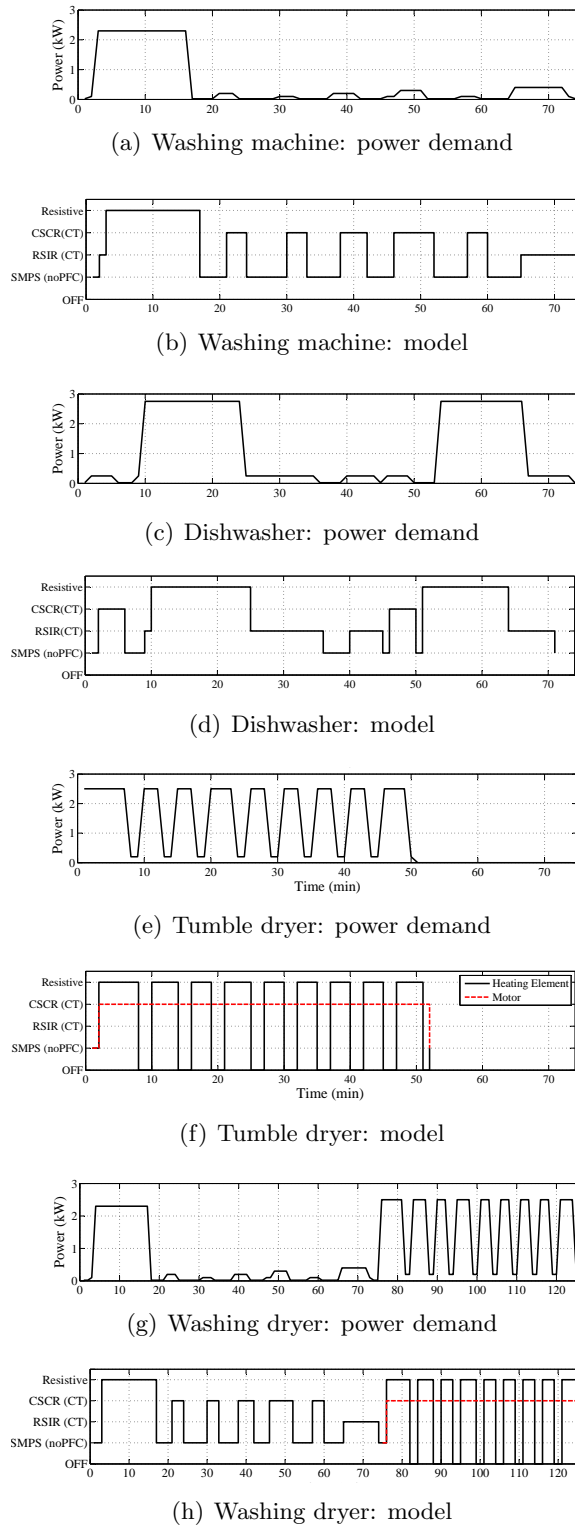 3
2
1
0
Power (kW)
0 10 20 30 40 50 60 70
(a) Washing machine: power demand
Resistive
CSCR(CT)
RSIR (CT)
SMPS (noPFC)
OFF
0 10 20 30 40 50 60 70
(b) Washing machine: model
3
2
1
0
Power (kW)
0 10 20 30 40 50 60 70
(c) Dishwasher: power demand
Resistive
CSCR(CT)
RSIR(CT)
SMPS (noPFC)
OFF
0 10 20 30 40 50 60 70
(d) Dishwasher: model
3
2
1
0
Power (kW)
0 10 20 30 40 50 60 70
Time (min)
(e) Tumble dryer: power demand
Resistive
CSCR (CT)
RSIR (CT)
SMPS (noPFC)
OFF
Heating Element
Motor
0 10 20 30 40 50 60 70
Time (min)
(f) Tumble dryer: model
3
2
1
0
Power (kW)
0 10 20 30 40 50 60 70 80 90 100 110 120
(g) Washing dryer: power demand
Resistive
CSCR (CT)
RSIR (CT)
SMPS (noPFC)
OFF
0 10 20 30 40 50 60 70 80 90 100 110 120
(h) Washing dryer: model